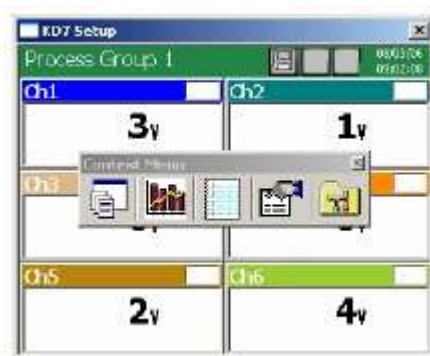 KD7 Setup
Process Group 1
08/03/06
09:02:08
Ch1
Ch2
3v
1v
Context Menu
Ch3
Ch5
Ch6
2v
4v